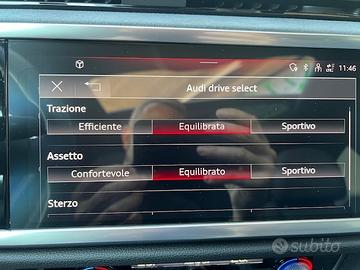 11:46
Audi drive select
Trazione
Efficiente Equilibrata Sportivo
Assetto
Confortevole Equilibrato Sportivo
Sterzo
subito